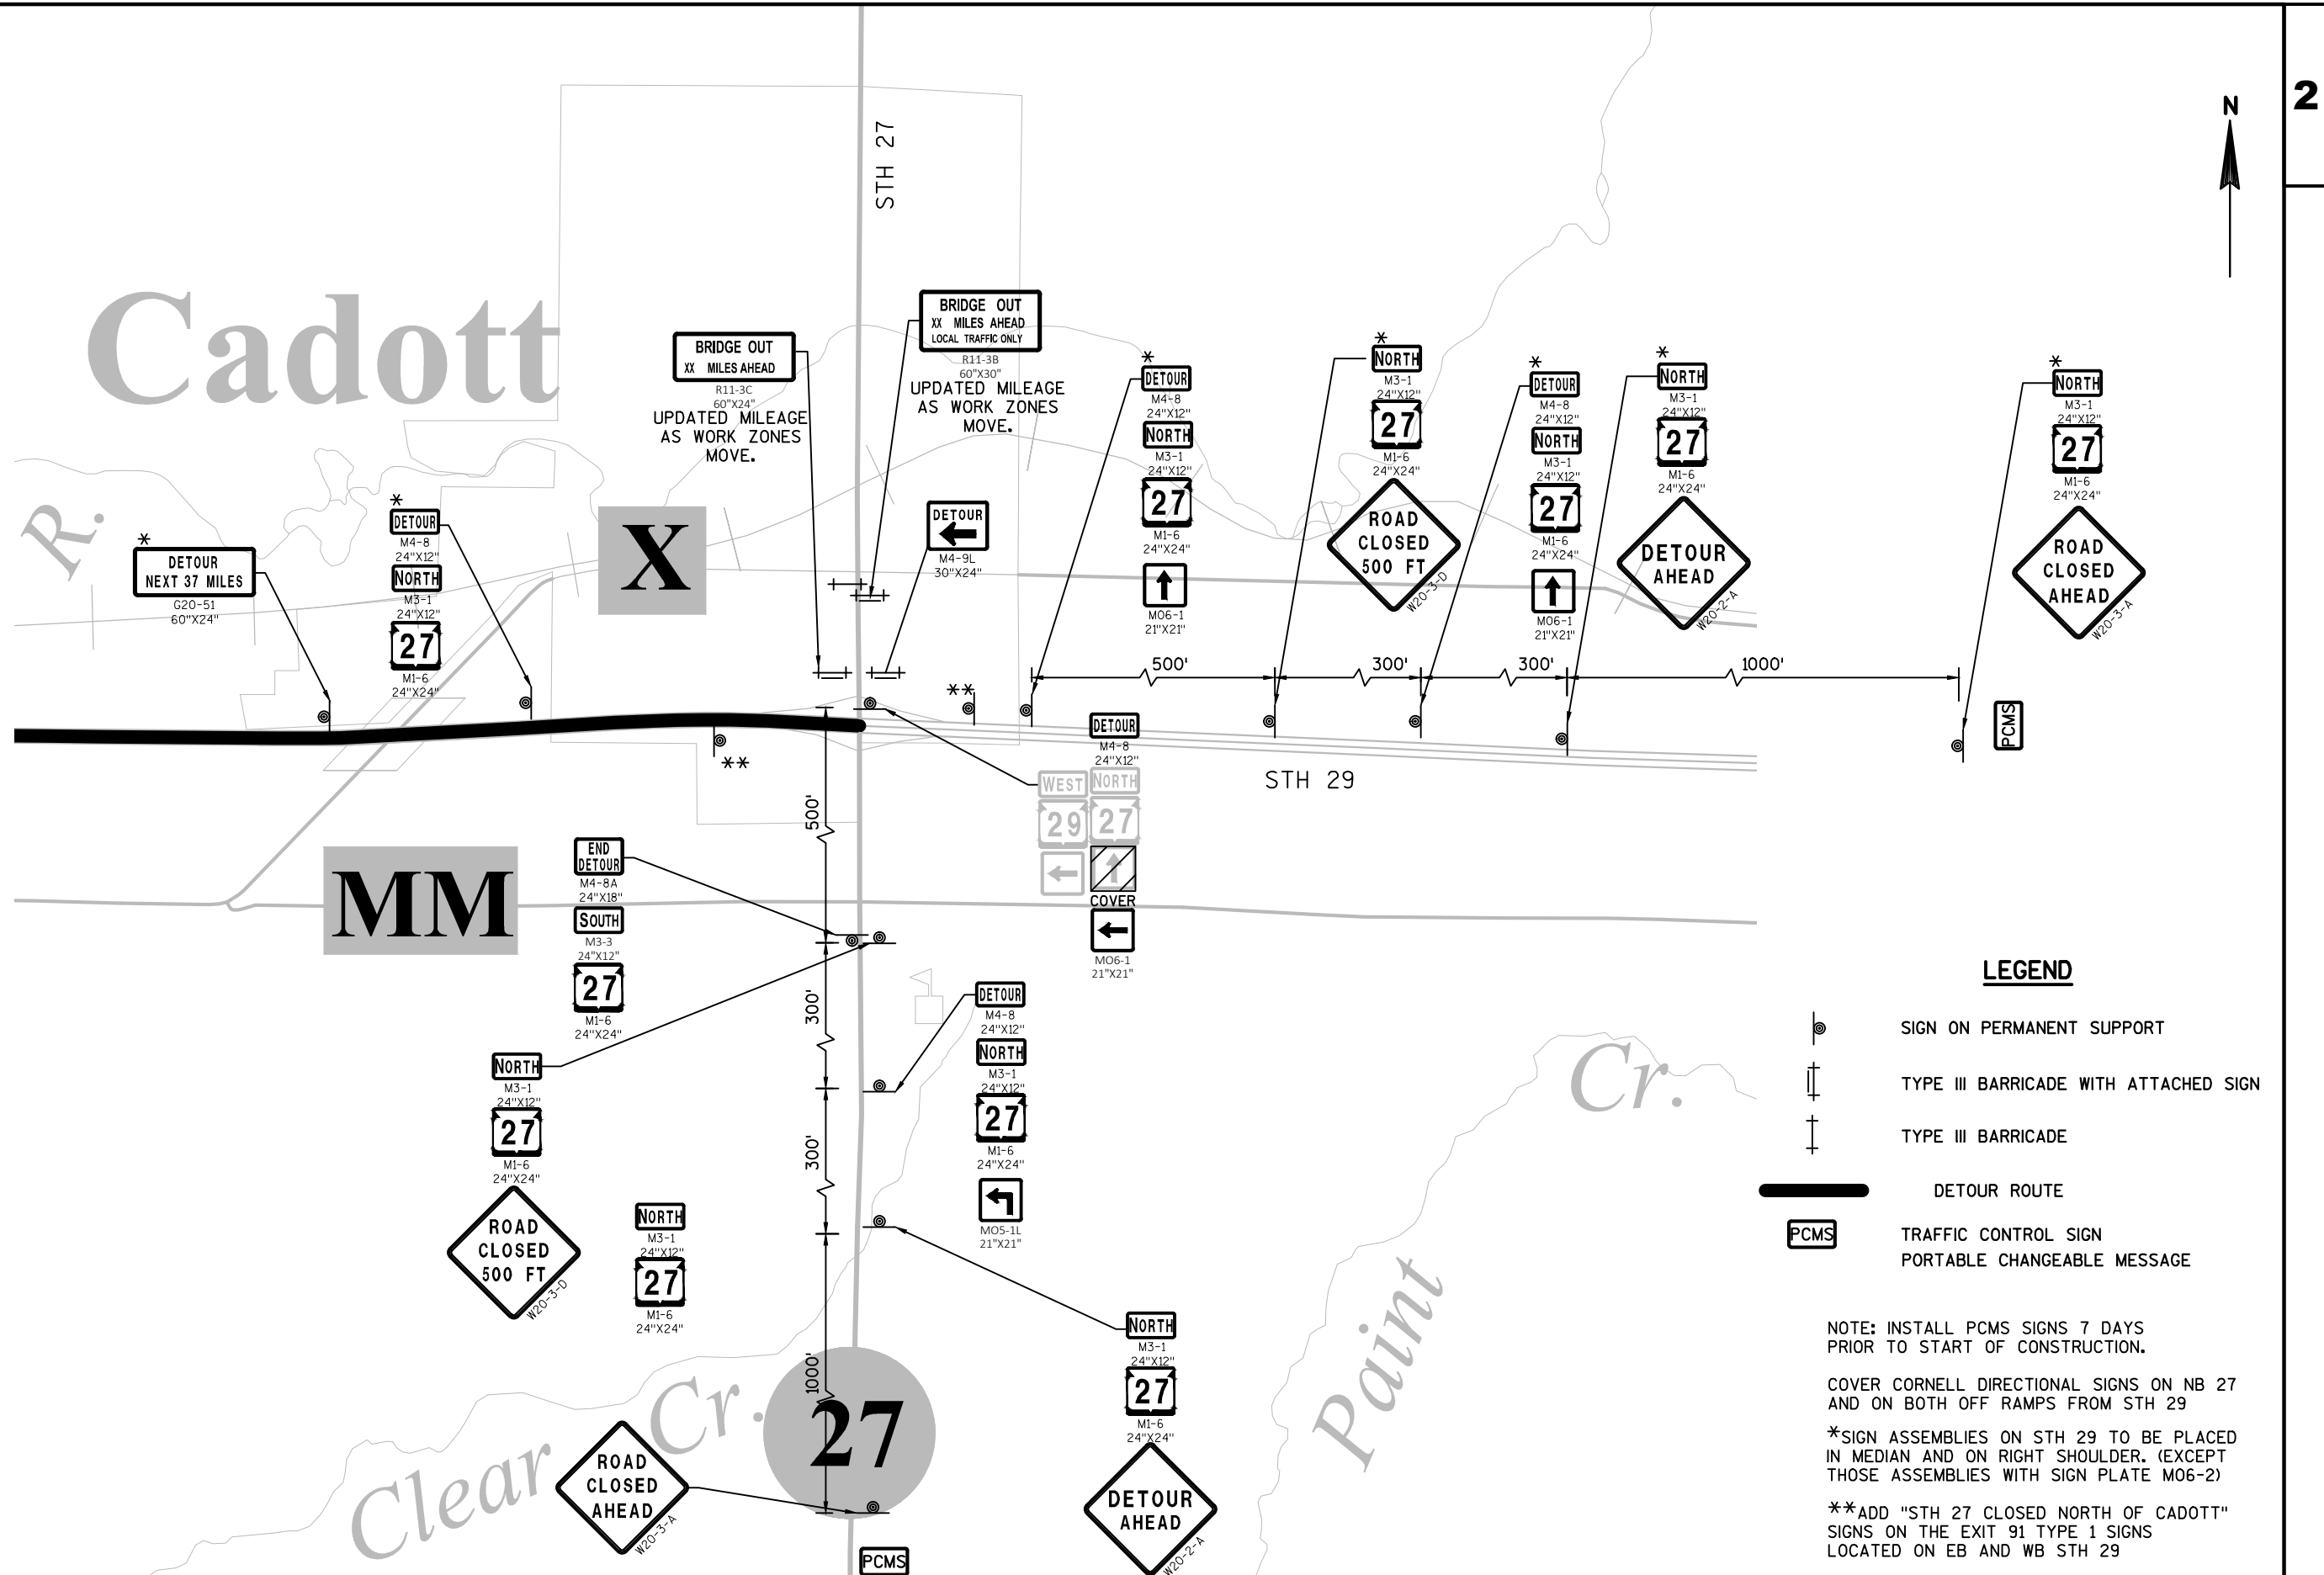 2
N
STH 27
Cadott
R.
BRIDGE OUT
XX MILES AHEAD
R11-3C
60"X24"
UPDATED MILEAGE
AS WORK ZONES
MOVE.
BRIDGE OUT
XX MILES AHEAD
LOCAL TRAFFIC ONLY
R11-3B
60"X30"
UPDATED MILEAGE
AS WORK ZONES
MOVE.
*
DETOUR
NEXT 37 MILES
G20-51
60"X24"
*
DETOUR
M4-8
24"X12"
NORTH
M3-1
24"X12"
27
M1-6
24"X24"
X
DETOUR
M4-9L
30"X24"
*
DETOUR
M4-8
24"X12"
NORTH
M3-1
24"X12"
27
M1-6
24"X24"
MO6-1
21"X21"
*
NORTH
M3-1
24"X12"
27
M1-6
24"X24"
ROAD
CLOSED
500 FT
W20-3-D
*
DETOUR
M4-8
24"X12"
NORTH
M3-1
24"X12"
27
M1-6
24"X24"
MO6-1
21"X21"
*
NORTH
M3-1
24"X12"
27
M1-6
24"X24"
DETOUR
AHEAD
W20-2-A
*
NORTH
M3-1
24"X12"
27
M1-6
24"X24"
ROAD
CLOSED
AHEAD
W20-3-A
500'
300'
300'
1000'
PCMS
**
**
STH 29
DETOUR
M4-8
24"X12"
WEST NORTH
29 27
COVER
MO6-1
21"X21"
500'
300'
300'
1000'
MM
END
DETOUR
M4-8A
24"X18"
SOUTH
M3-3
24"X12"
27
M1-6
24"X24"
NORTH
M3-1
24"X12"
27
M1-6
24"X24"
ROAD
CLOSED
500 FT
W20-3-D
NORTH
M3-1
24"X12"
27
M1-6
24"X24"
DETOUR
M4-8
24"X12"
NORTH
M3-1
24"X12"
27
M1-6
24"X24"
MO5-1L
21"X21"
NORTH
M3-1
24"X12"
27
M1-6
24"X24"
DETOUR
AHEAD
W20-2-A
27
ROAD
CLOSED
AHEAD
W20-3-A
PCMS
Clear Cr.
Paint Cr.
LEGEND
SIGN ON PERMANENT SUPPORT
TYPE III BARRICADE WITH ATTACHED SIGN
TYPE III BARRICADE
DETOUR ROUTE
PCMS
TRAFFIC CONTROL SIGN
PORTABLE CHANGEABLE MESSAGE
NOTE: INSTALL PCMS SIGNS 7 DAYS
PRIOR TO START OF CONSTRUCTION.
COVER CORNELL DIRECTIONAL SIGNS ON NB 27
AND ON BOTH OFF RAMPS FROM STH 29
*SIGN ASSEMBLIES ON STH 29 TO BE PLACED
IN MEDIAN AND ON RIGHT SHOULDER. (EXCEPT
THOSE ASSEMBLIES WITH SIGN PLATE MO6-2)
**ADD "STH 27 CLOSED NORTH OF CADOTT"
SIGNS ON THE EXIT 91 TYPE 1 SIGNS
LOCATED ON EB AND WB STH 29